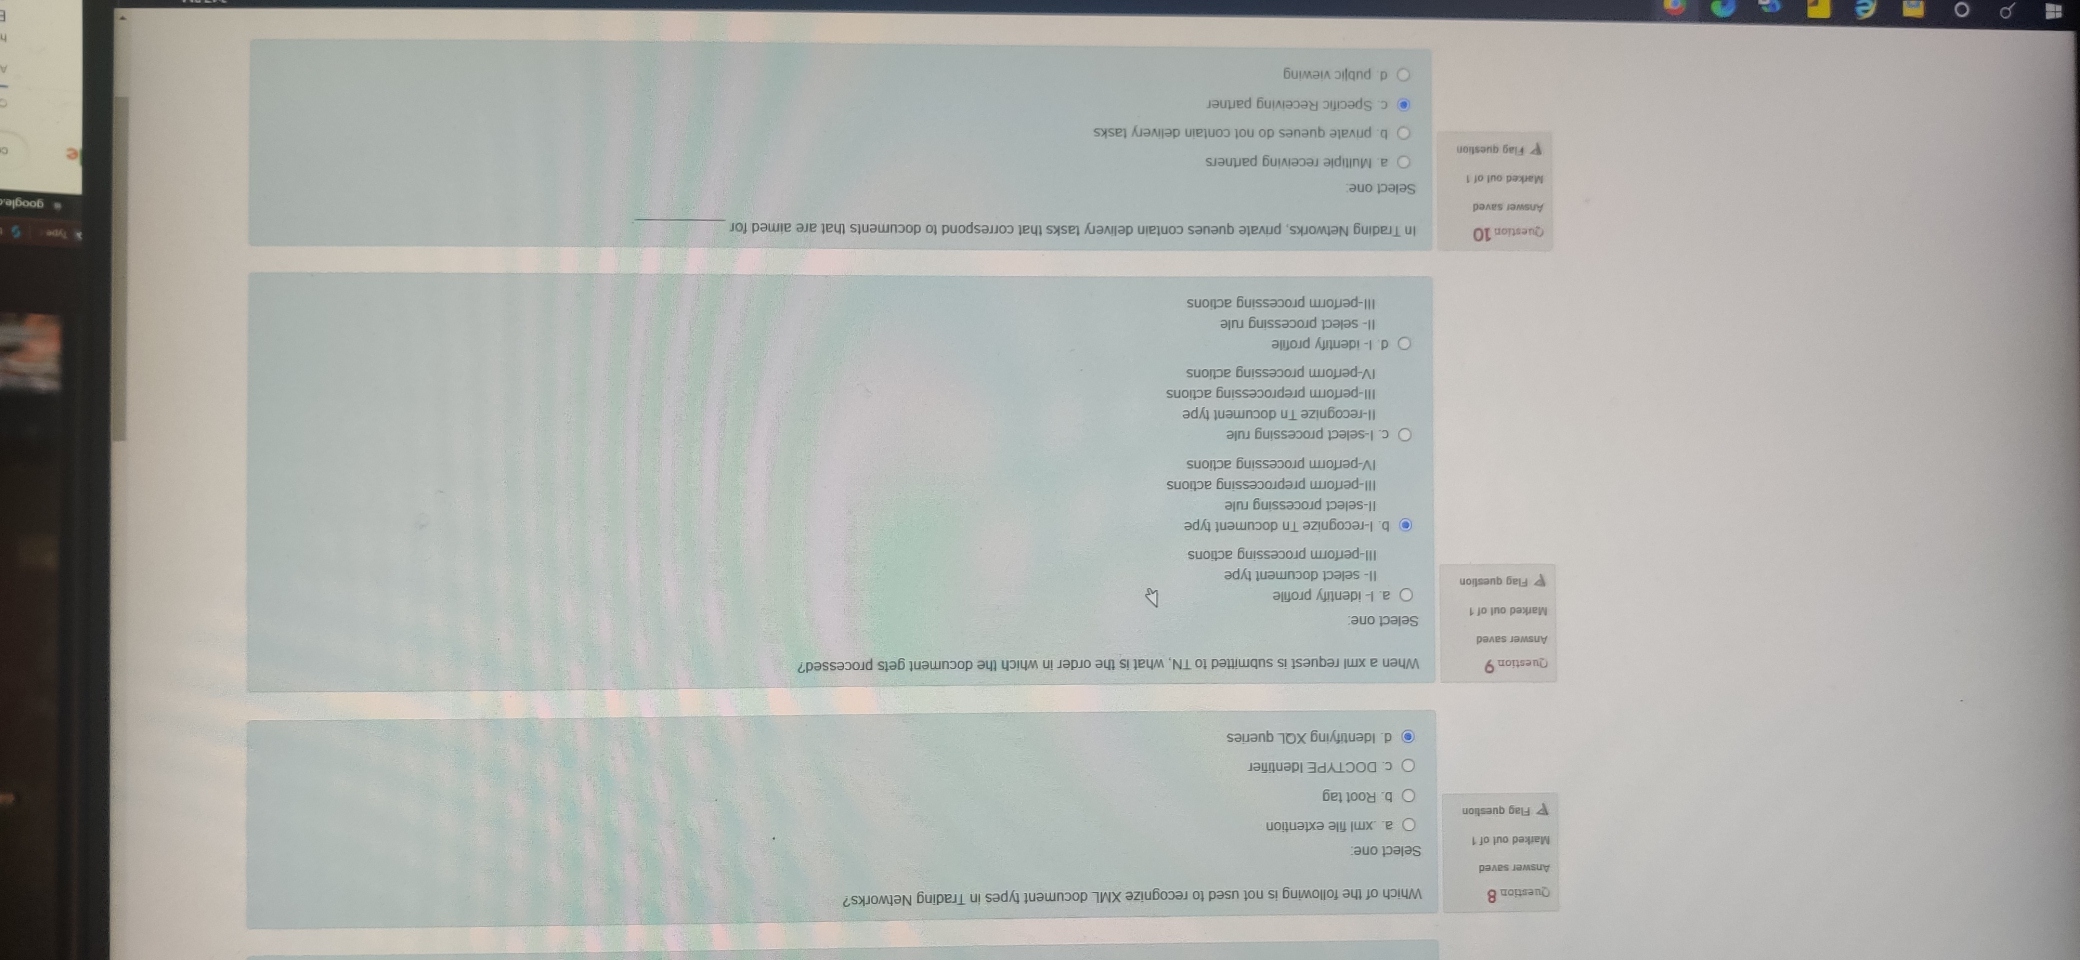 Question 8
Answer saved
Marked out of 1
Flag question
Which of the following is not used to recognize XML document types in Trading Networks?
Select one:
a. .xml file extention
b. Root tag
c. DOCTYPE Identifier
d. Identifying XQL queries
Question 9
Answer saved
Marked out of 1
Flag question
When a xml request is submitted to TN, what is the order in which the document gets processed?
Select one:
a. I- identify profile
II- select document type
III-perform processing actions
b. I-recognize Tn document type
II-select processing rule
III-perform preprocessing actions
IV-perform processing actions
c. I-select processing rule
II-recognize Tn document type
III-perform preprocessing actions
IV-perform processing actions
d. I- identify profile
II- select processing rule
III-perform processing actions
Question 10
Answer saved
Marked out of 1
Flag question
In Trading Networks, private queues contain delivery tasks that correspond to documents that are aimed for __________.
Select one:
a. Multiple receiving partners
b. private queues do not contain delivery tasks
c. Specific Receiving partner
d. public viewing
Type
google.